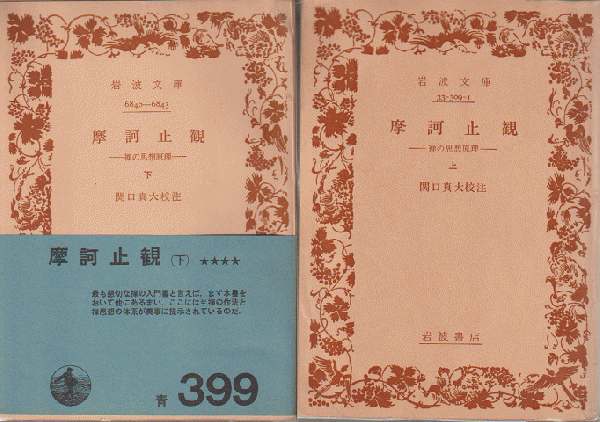 岩波文庫
6840—6843
摩訶止観
—禅の思想原理—
下
関口真大校注
摩訶止観(下)★★★★
最も懇切な禅の入門書と言えば、まず本書を
おいて他にあるまい。ここには坐禅の作法と
禅思想の体系が見事に提示されているのだ。
青 399
岩波文庫
33-309-1
摩訶止観
—禅の思想原理—
上
関口真大校注
岩波書店